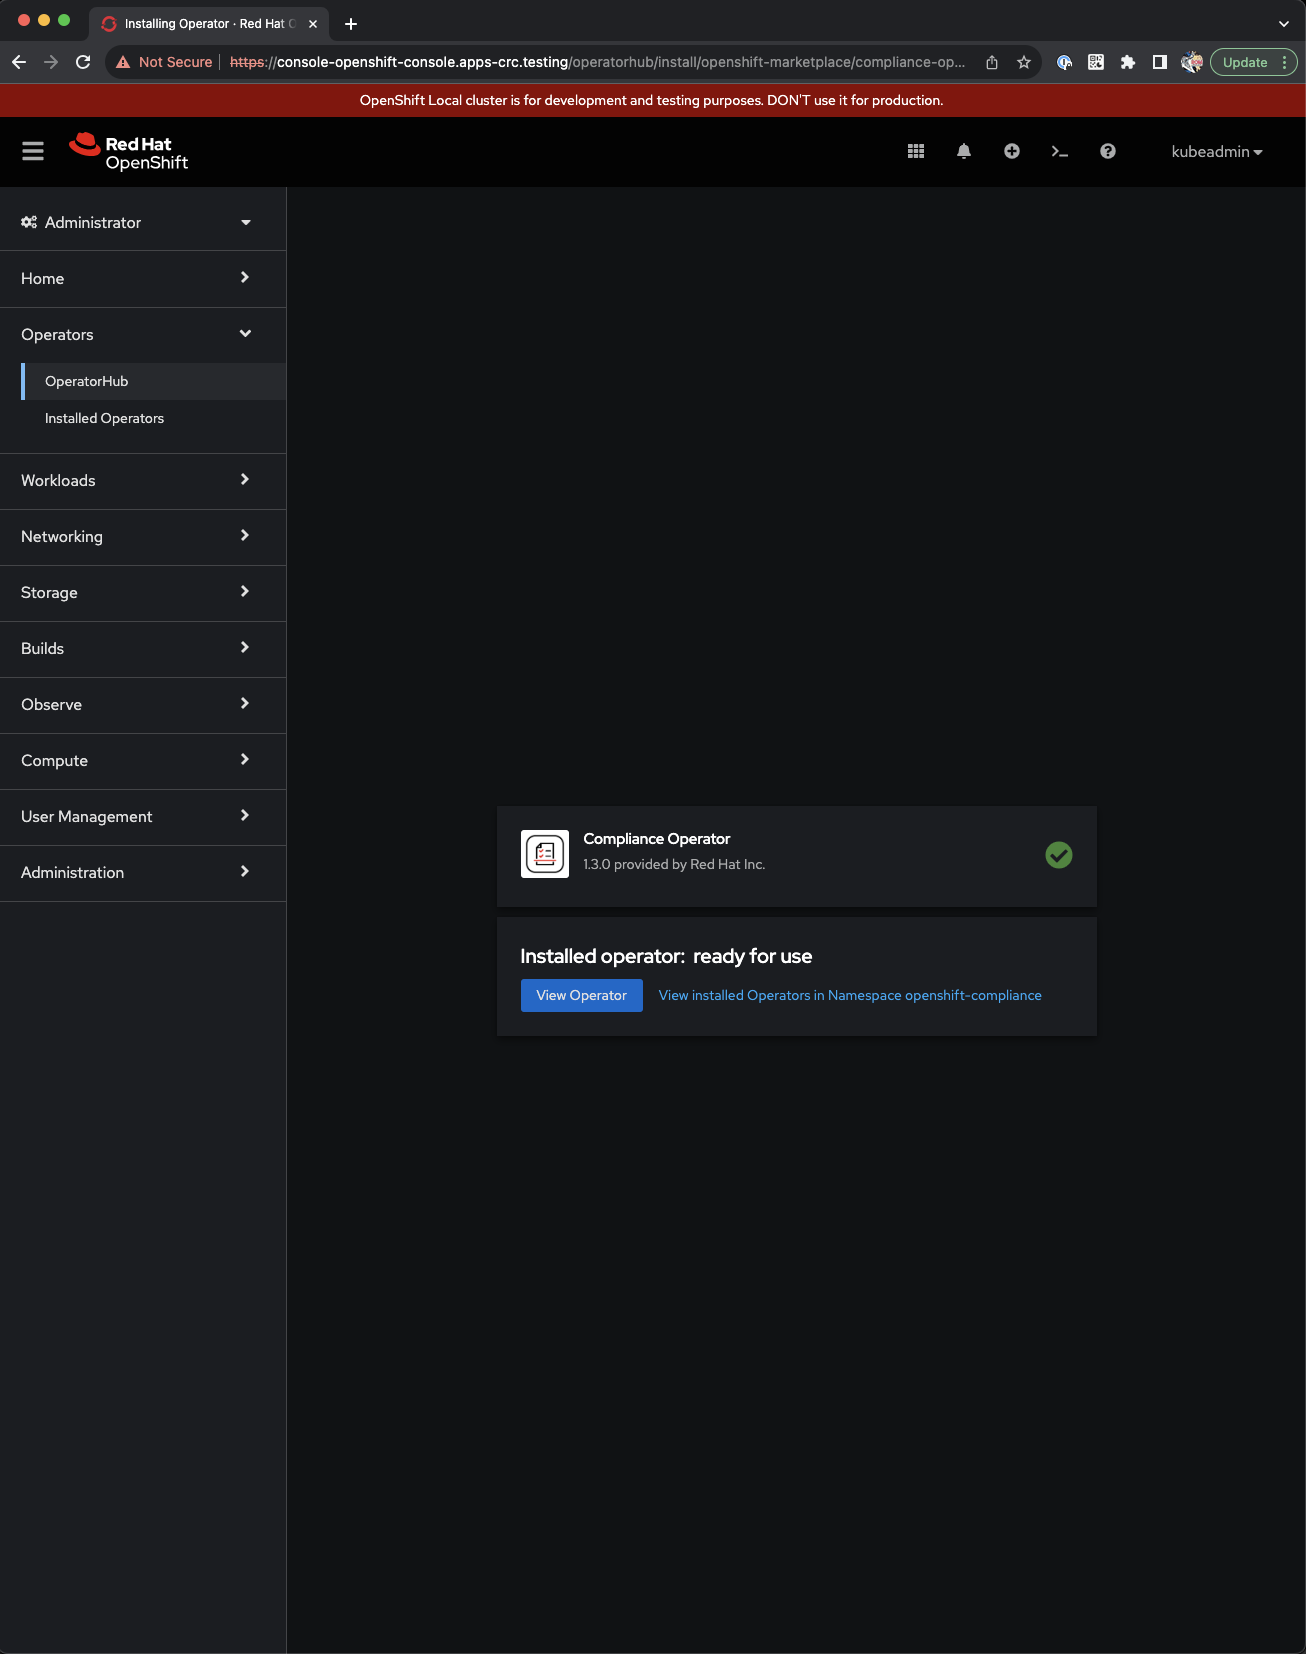 Installing Operator · Red Hat
Not Secure
https://console-openshift-console.apps-crc.testing/operatorhub/install/openshift-marketplace/compliance-op...
Update
OpenShift Local cluster is for development and testing purposes. DON'T use it for production.
Red Hat
OpenShift
kubeadmin
Administrator
Home
Operators
OperatorHub
Installed Operators
Workloads
Networking
Storage
Builds
Observe
Compute
User Management
Administration
Compliance Operator
1.3.0 provided by Red Hat Inc.
Installed operator: ready for use
View Operator
View installed Operators in Namespace openshift-compliance